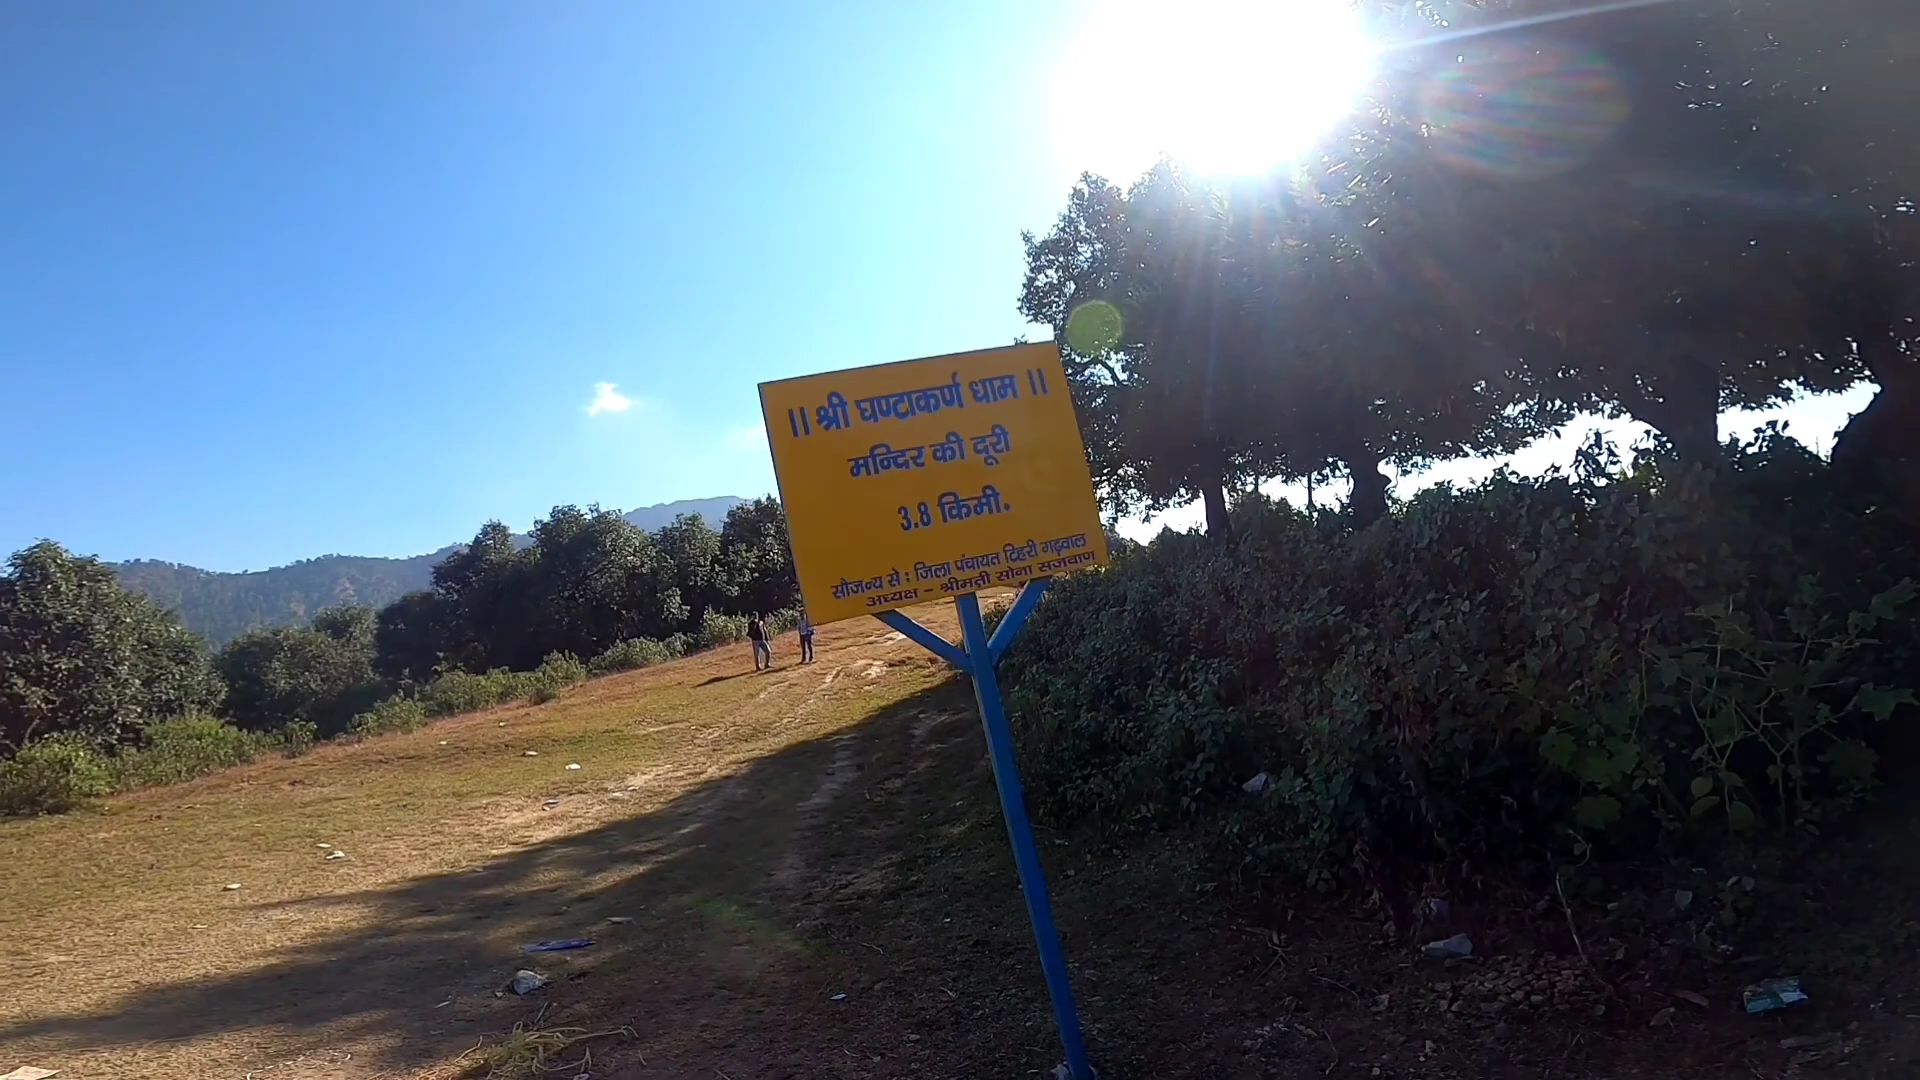 ।। श्री घण्टाकर्ण धाम ।।
मन्दिर की दूरी
3.8 किमी.
सौजन्य से : जिला पंचायत टिहरी गढ़वाल
अध्यक्ष - श्रीमती सोना सजवाण